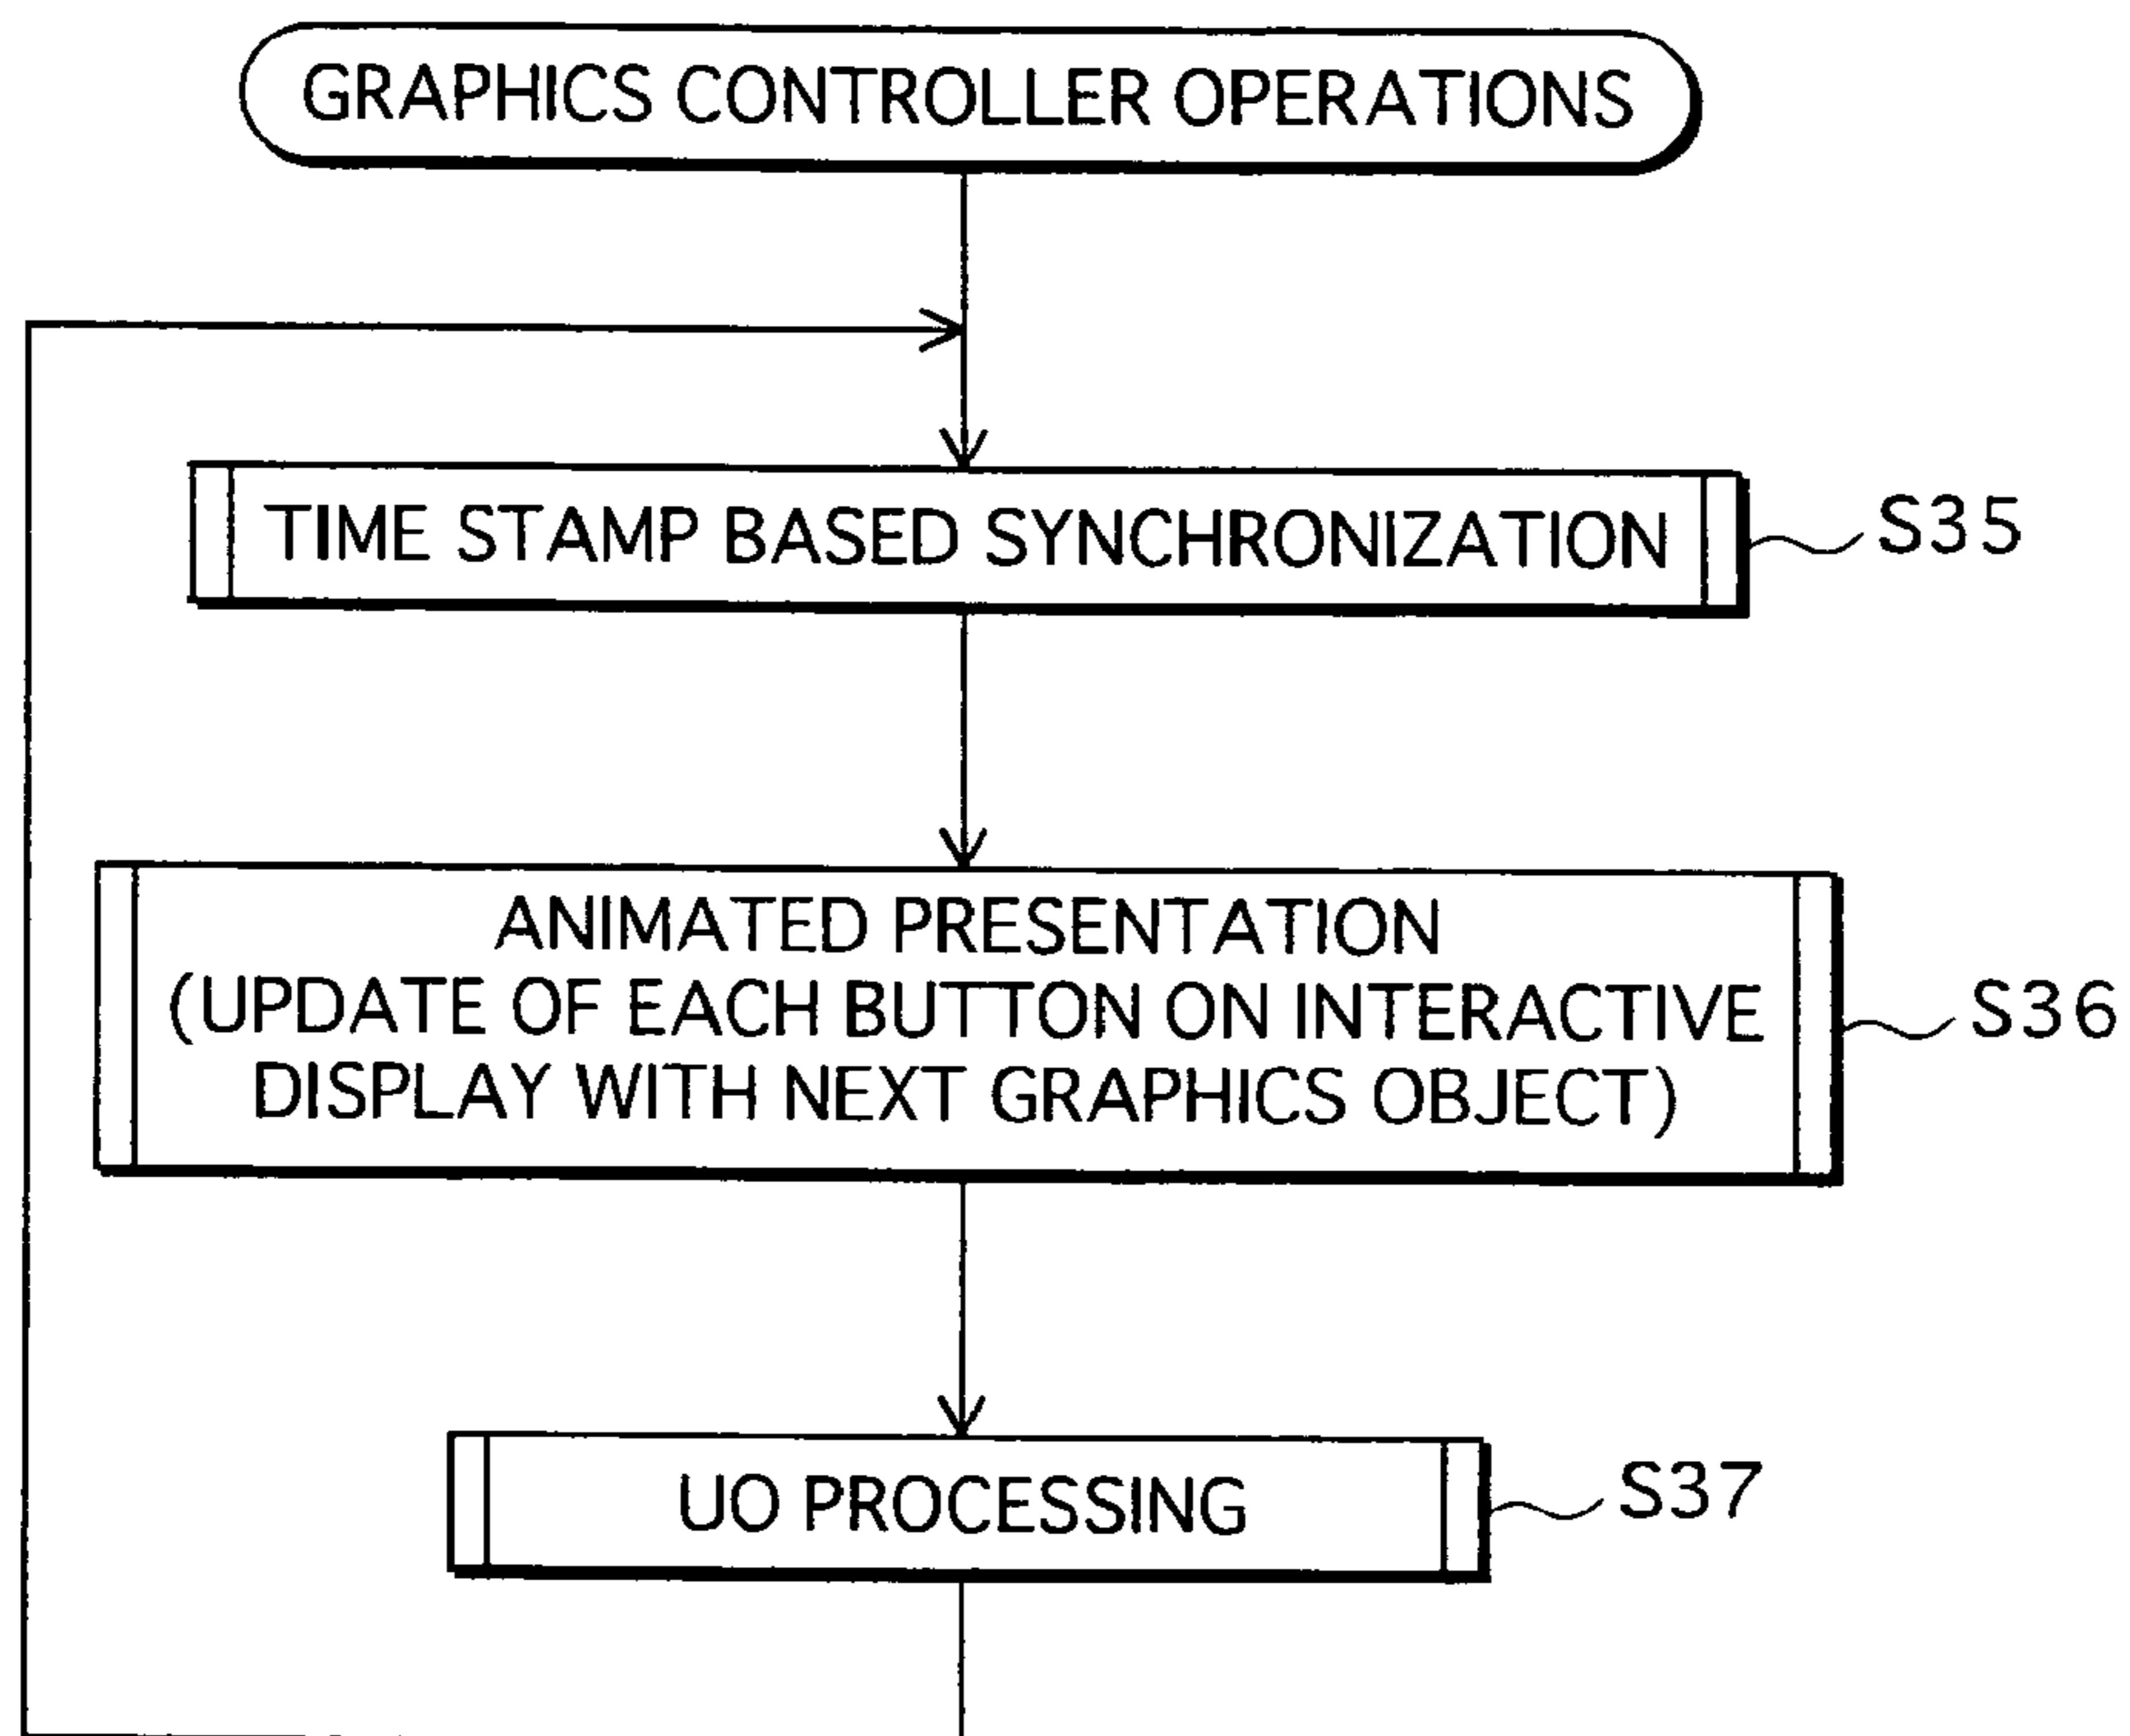 GRAPHICS CONTROLLER OPERATIONS
TIME STAMP BASED SYNCHRONIZATION
S35
ANIMATED PRESENTATION
(UPDATE OF EACH BUTTON ON INTERACTIVE
DISPLAY WITH NEXT GRAPHICS OBJECT)
S36
UO PROCESSING
S37